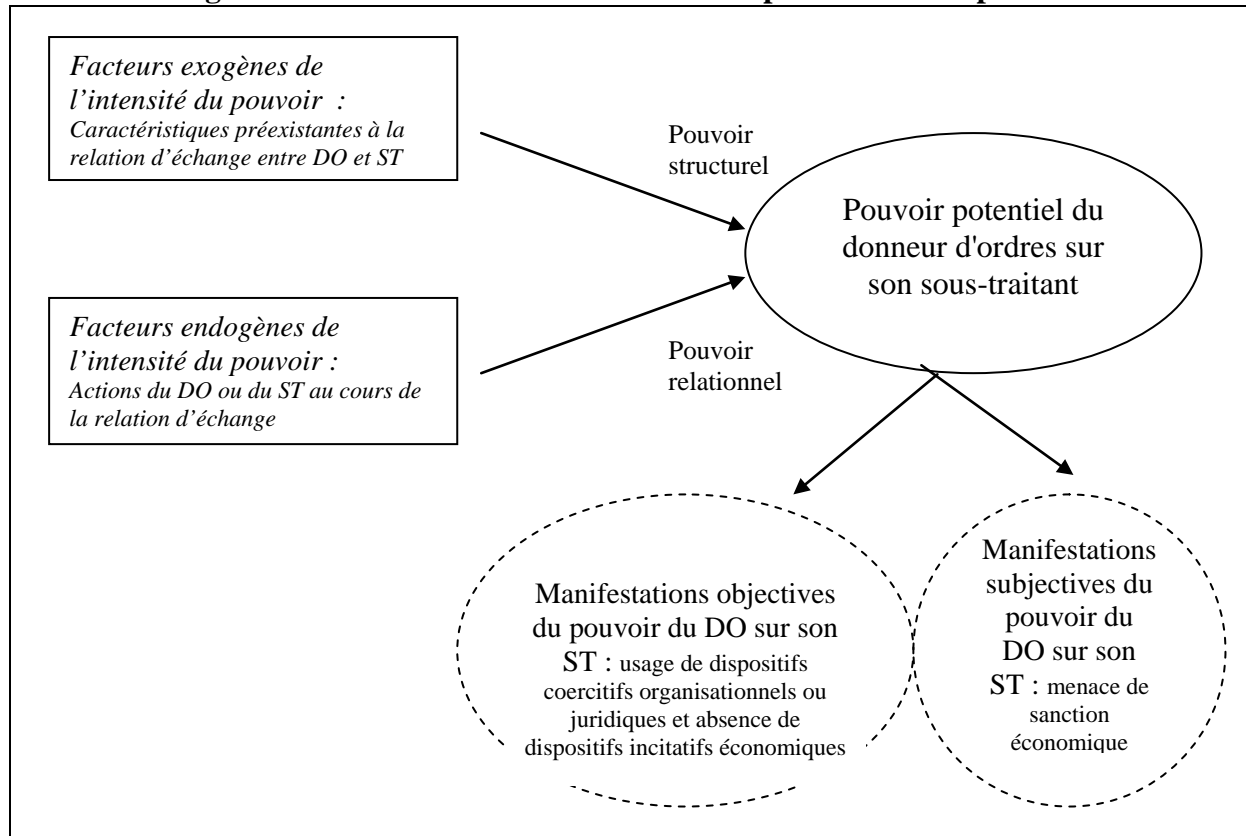 Facteurs exogènes de
l'intensité du pouvoir :
Caractéristiques préexistantes à la
relation d'échange entre DO et ST
Pouvoir
structurel
Pouvoir potentiel du
donneur d'ordres sur
son sous-traitant
Facteurs endogènes de
l'intensité du pouvoir :
Actions du DO ou du ST au cours de
la relation d'échange
Pouvoir
relationnel
Manifestations objectives
du pouvoir du DO sur son
ST : usage de dispositifs
coercitifs organisationnels ou
juridiques et absence de
dispositifs incitatifs économiques
Manifestations
subjectives du
pouvoir du
DO sur son
ST : menace de
sanction
économique